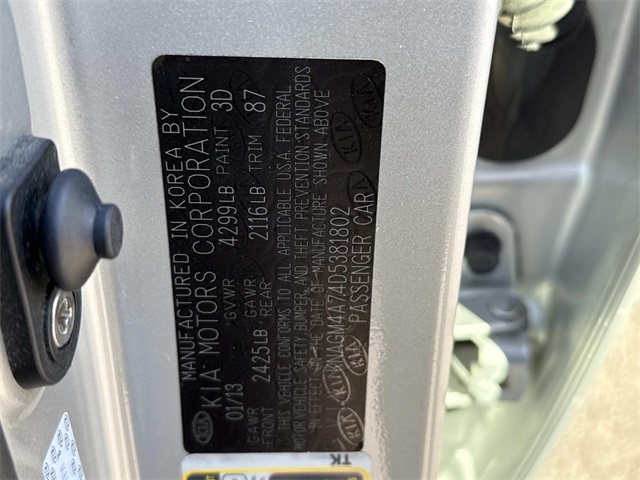 MANUFACTURED IN KOREA BY
KIA MOTORS CORPORATION
01/13 GVWR 4299LB PAINT 3D
GAWR FRONT 2425LB GAWR REAR 2116LB TRIM 87
THIS VEHICLE CONFORMS TO ALL APPLICABLE U.S.A. FEDERAL
MOTOR VEHICLE SAFETY, BUMPER, AND THEFT PREVENTION STANDARDS
IN EFFECT ON THE DATE OF MANUFACTURE SHOWN ABOVE
KNAGM4A74D5381802
PASSENGER CAR
KIA
TK